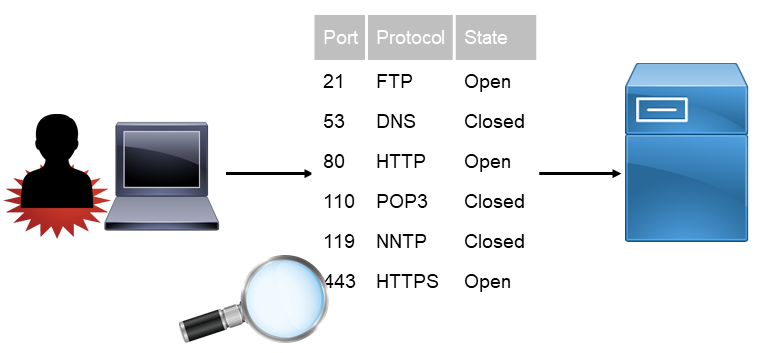 Port Protocol State
21 FTP Open
53 DNS Closed
80 HTTP Open
110 POP3 Closed
119 NNTP Closed
443 HTTPS Open